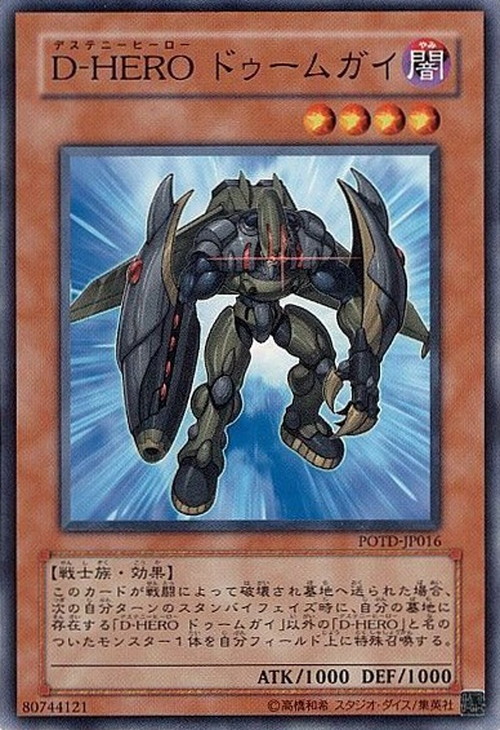 デステニーヒーロー
D-HERO ドゥームガイ
やみ
闇
POTD-JP016
【戦士族・効果】
このカードが戦闘によって破壊され墓地へ送られた場合、
次の自分ターンのスタンバイフェイズ時に、自分の墓地に
存在する「D-HERO ドゥームガイ」以外の「D-HERO」と名の
ついたモンスター1体を自分フィールド上に特殊召喚する。
ATK/1000 DEF/1000
80744121
©高橋和希 スタジオ・ダイス/集英社